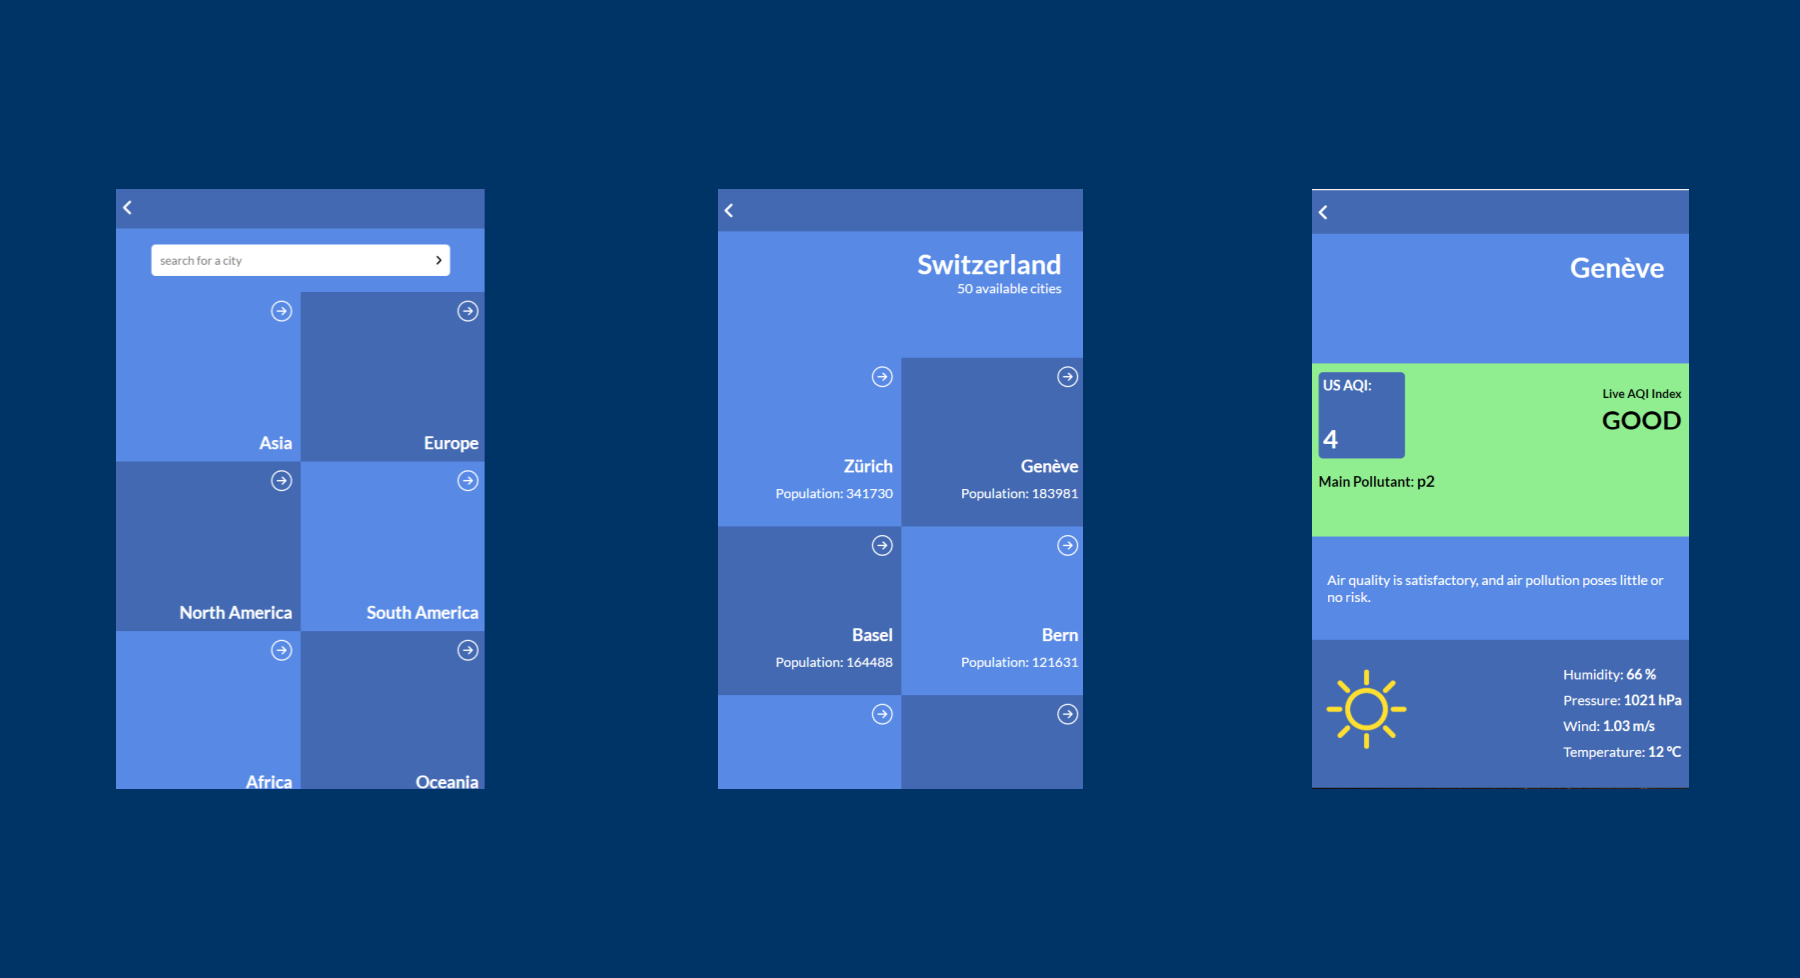 search for a city
Asia
Europe
North America
South America
Africa
Oceania
Switzerland
50 available cities
Zürich
Population: 341730
Genève
Population: 183981
Basel
Population: 164488
Bern
Population: 121631
Genève
US AQI:
4
Live AQI Index
GOOD
Main Pollutant: p2
Air quality is satisfactory, and air pollution poses little or
no risk.
Humidity: 66 %
Pressure: 1021 hPa
Wind: 1.03 m/s
Temperature: 12 °C